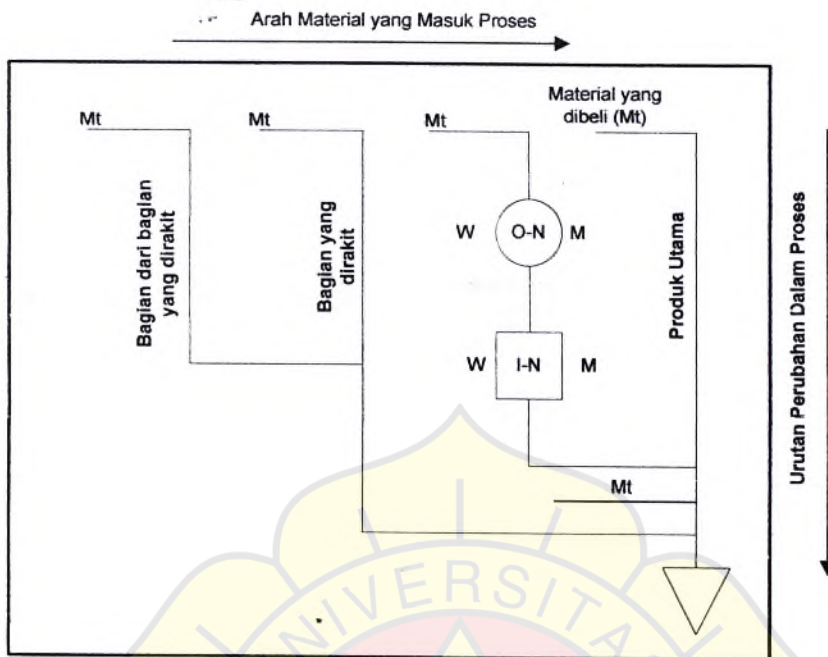 Arah Material yang Masuk Proses
Mt
Mt
Mt
Material yang
dibeli (Mt)
Bagian dari bagian
yang dirakit
Bagian yang
dirakit
W
O-N
M
Produk Utama
W
I-N
M
Mt
Urutan Perubahan Dalam Proses